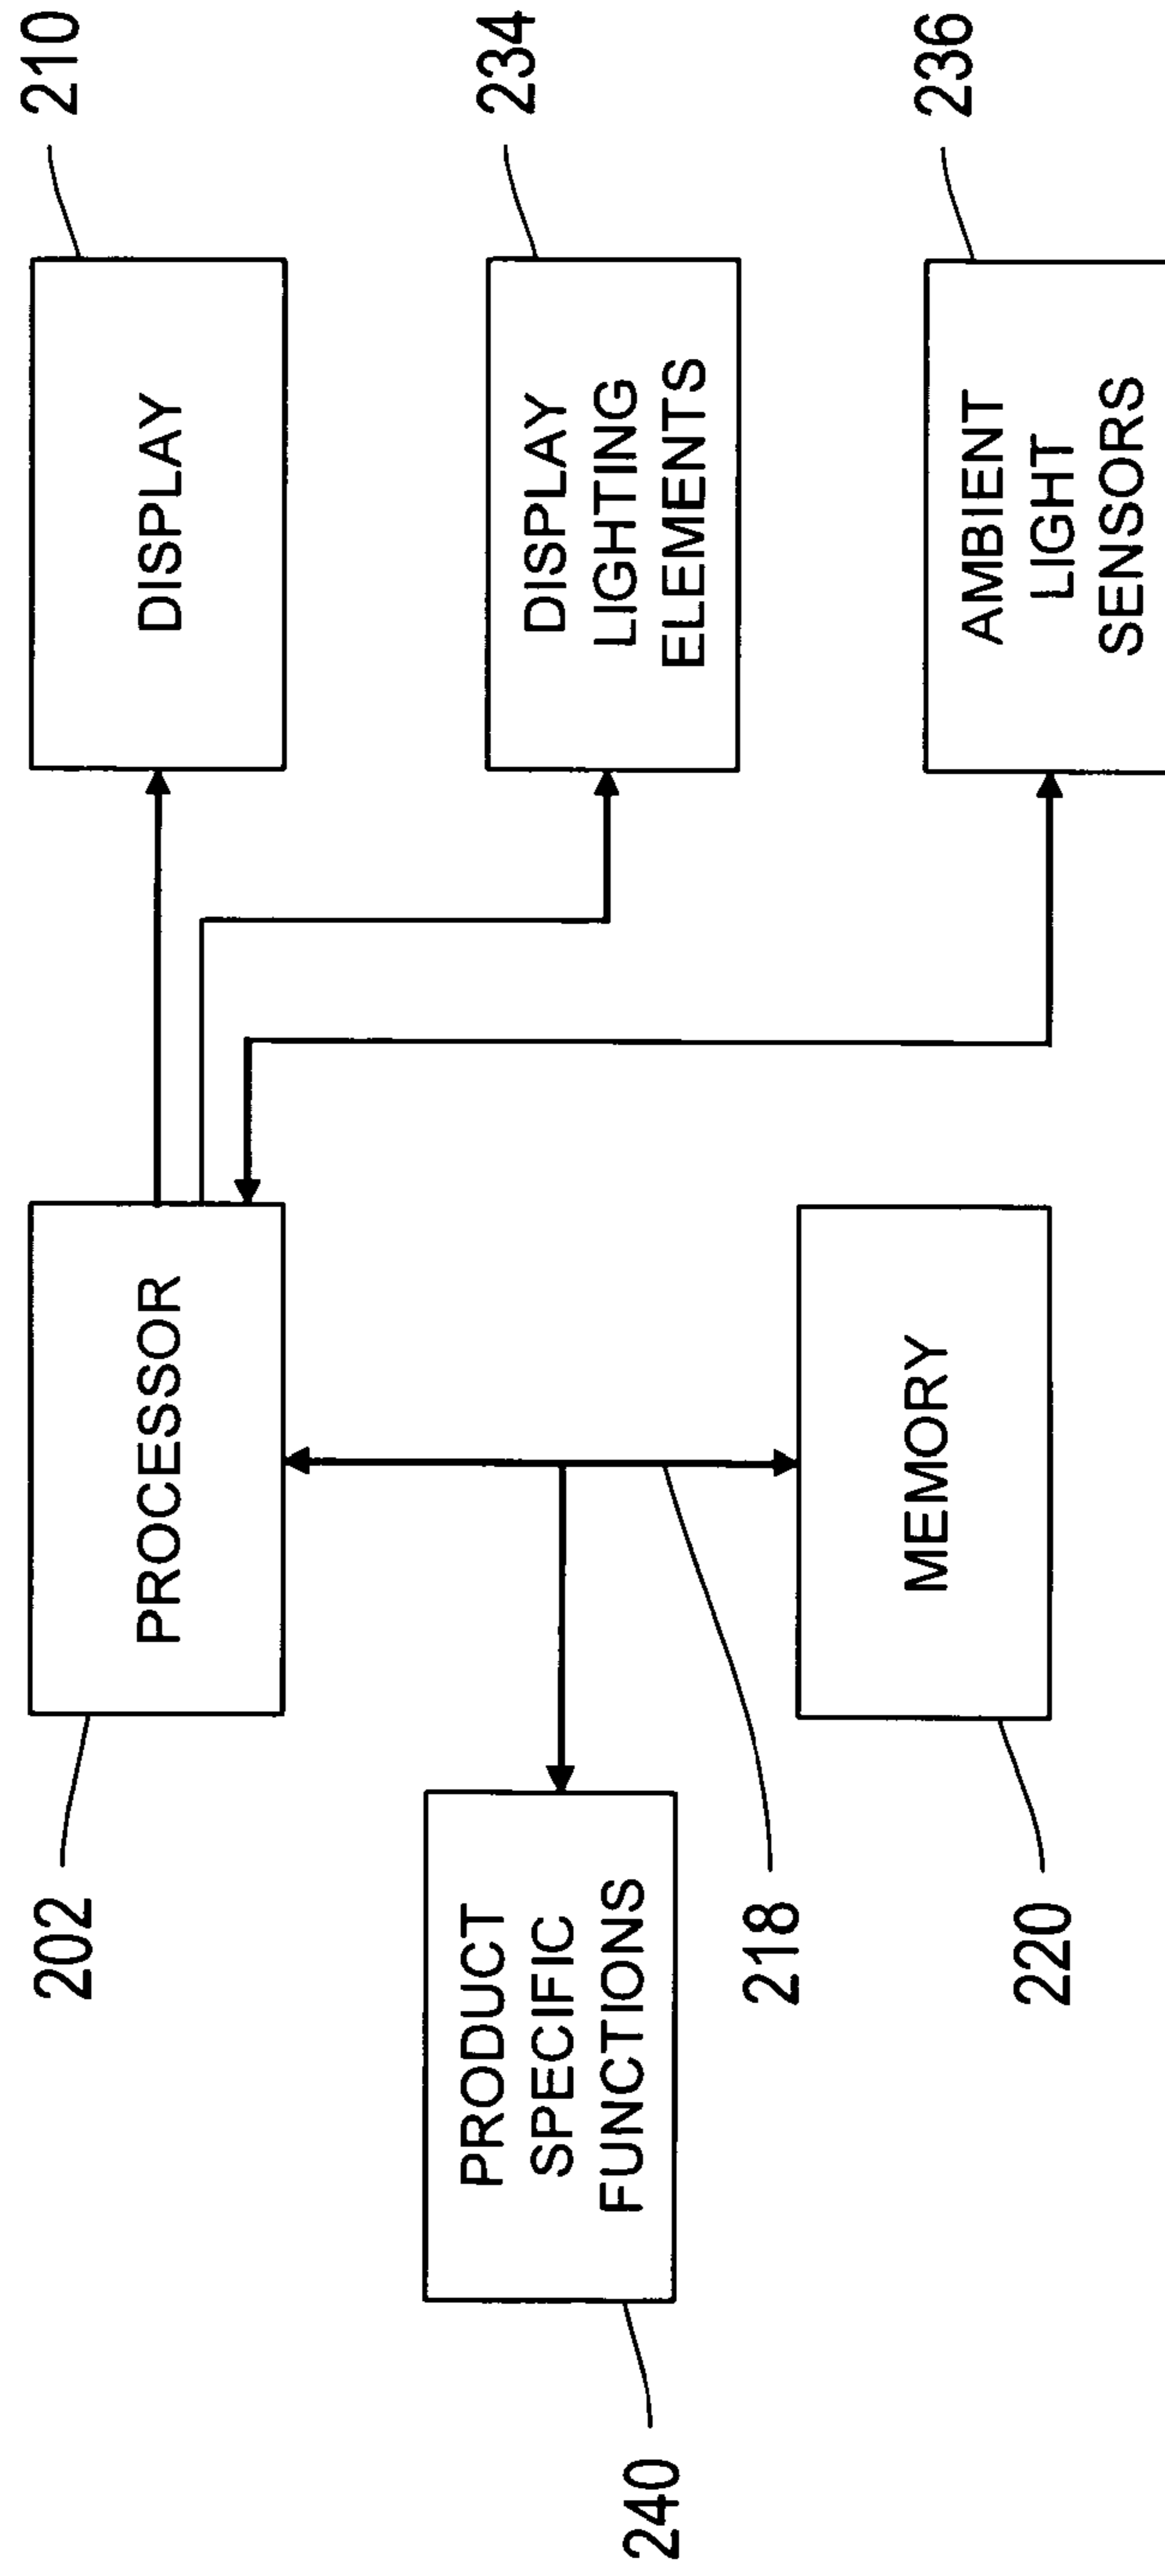 210
DISPLAY
234
DISPLAY
LIGHTING
ELEMENTS
236
AMBIENT
LIGHT
SENSORS
202
PROCESSOR
240
PRODUCT
SPECIFIC
FUNCTIONS
218
220
MEMORY